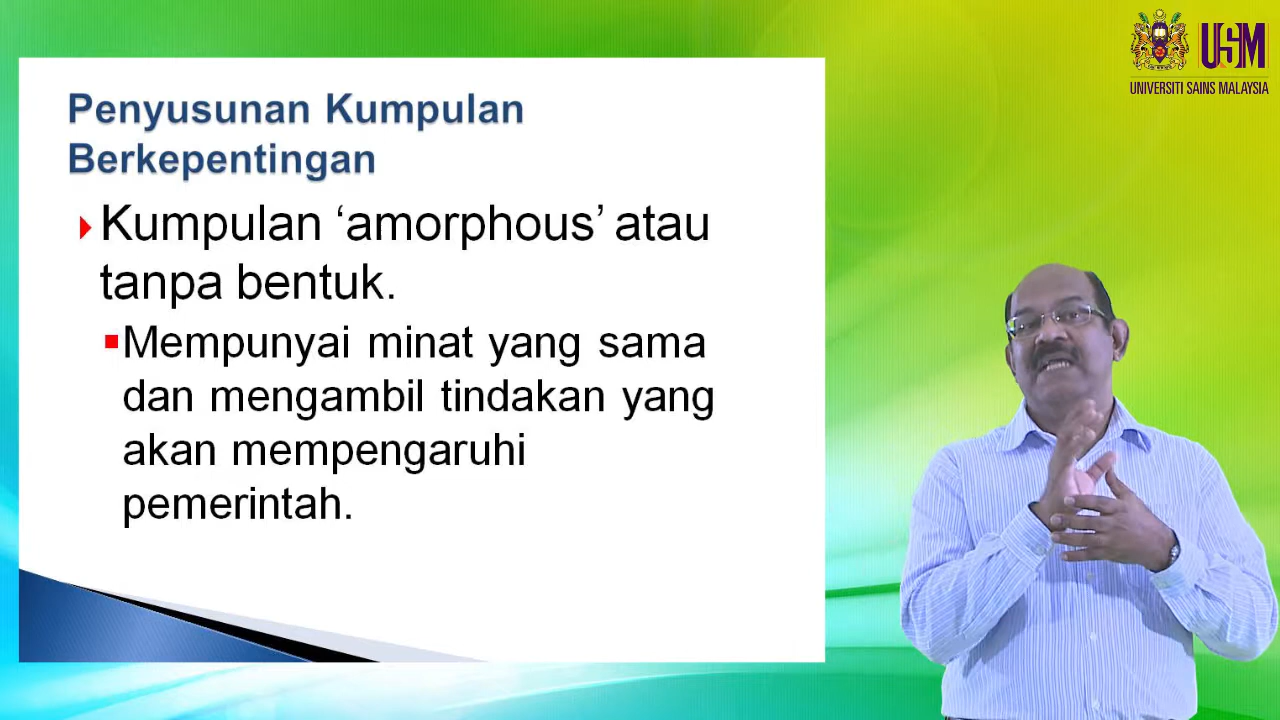 USM
UNIVERSITI SAINS MALAYSIA
Penyusunan Kumpulan
Berkepentingan
Kumpulan ‘amorphous’ atau
tanpa bentuk.
Mempunyai minat yang sama
dan mengambil tindakan yang
akan mempengaruhi
pemerintah.